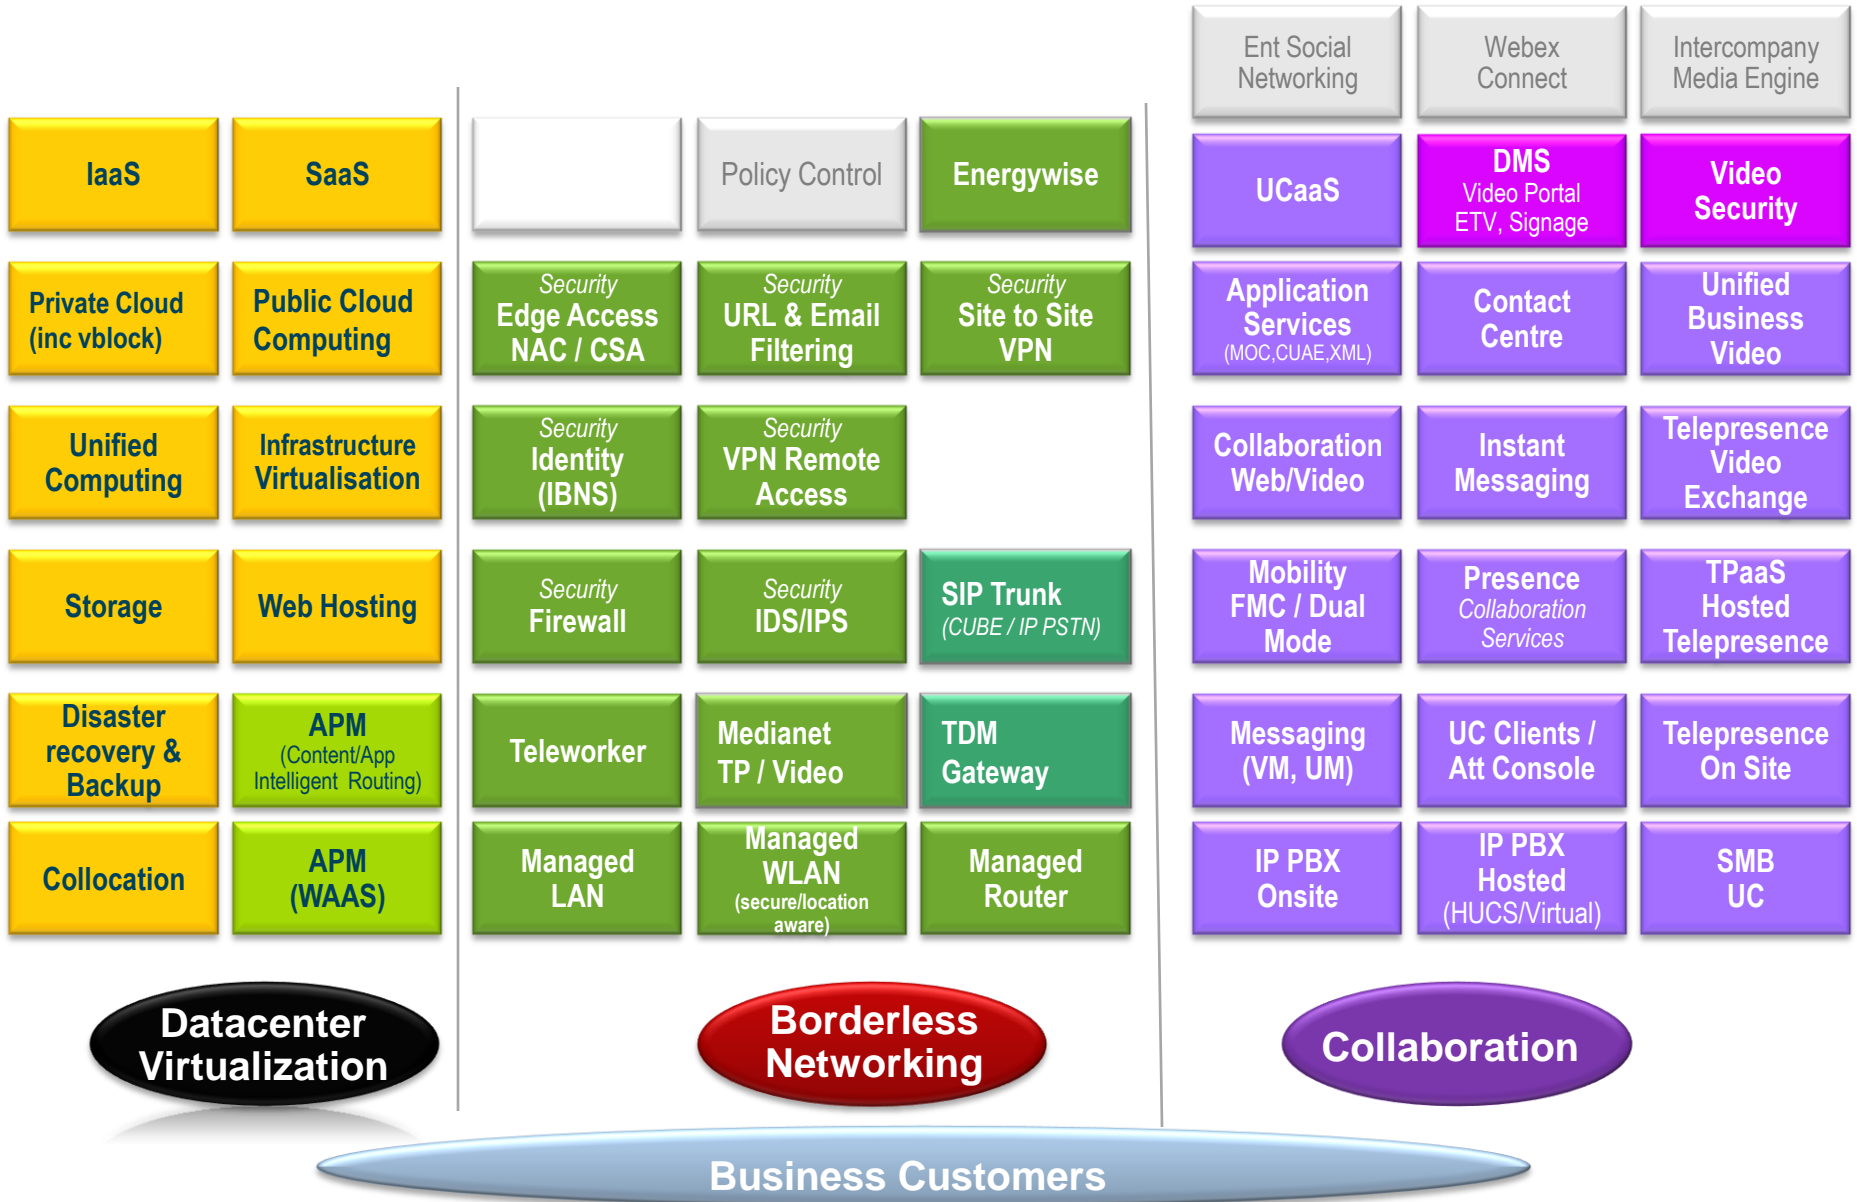 Ent Social
Networking
Webex
Connect
Intercompany
Media Engine
IaaS
SaaS
Policy Control
Energywise
UCaaS
DMS
Video Portal
ETV, Signage
Video
Security
Private Cloud
(inc vblock)
Public Cloud
Computing
Security
Edge Access
NAC / CSA
Security
URL & Email
Filtering
Security
Site to Site
VPN
Application
Services
(MOC,CUAE,XML)
Contact
Centre
Unified
Business
Video
Unified
Computing
Infrastructure
Virtualisation
Security
Identity
(IBNS)
Security
VPN Remote
Access
Collaboration
Web/Video
Instant
Messaging
Telepresence
Video
Exchange
Storage
Web Hosting
Security
Firewall
Security
IDS/IPS
SIP Trunk
(CUBE / IP PSTN)
Mobility
FMC / Dual
Mode
Presence
Collaboration
Services
TPaaS
Hosted
Telepresence
Disaster
recovery &
Backup
APM
(Content/App
Intelligent Routing)
Teleworker
Medianet
TP / Video
TDM
Gateway
Messaging
(VM, UM)
UC Clients /
Att Console
Telepresence
On Site
Collocation
APM
(WAAS)
Managed
LAN
Managed
WLAN
(secure/location
aware)
Managed
Router
IP PBX
Onsite
IP PBX
Hosted
(HUCS/Virtual)
SMB
UC
Datacenter
Virtualization
Borderless
Networking
Collaboration
Business Customers